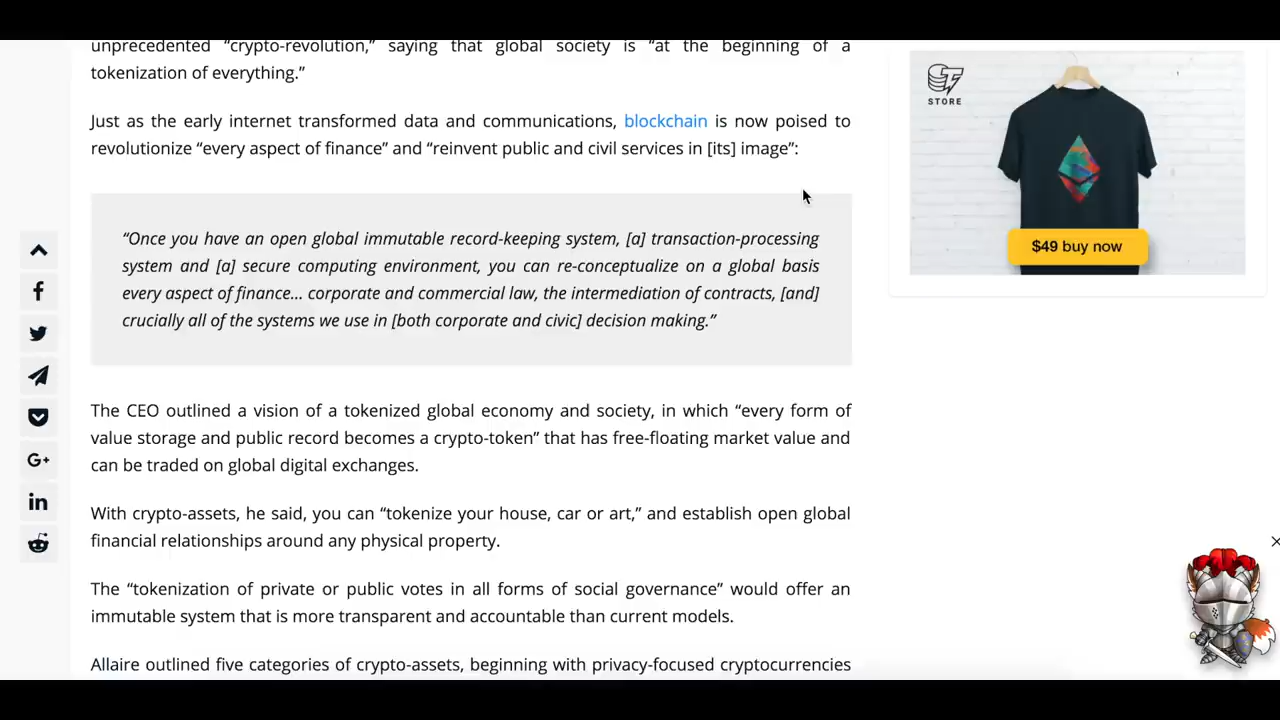 unprecedented “crypto-revolution,” saying that global society is “at the beginning of a
tokenization of everything.”
Just as the early internet transformed data and communications, blockchain is now poised to
revolutionize “every aspect of finance” and “reinvent public and civil services in [its] image”:
“Once you have an open global immutable record-keeping system, [a] transaction-processing
system and [a] secure computing environment, you can re-conceptualize on a global basis
every aspect of finance… corporate and commercial law, the intermediation of contracts, [and]
crucially all of the systems we use in [both corporate and civic] decision making.”
The CEO outlined a vision of a tokenized global economy and society, in which “every form of
value storage and public record becomes a crypto-token” that has free-floating market value and
can be traded on global digital exchanges.
With crypto-assets, he said, you can “tokenize your house, car or art,” and establish open global
financial relationships around any physical property.
The “tokenization of private or public votes in all forms of social governance” would offer an
immutable system that is more transparent and accountable than current models.
Allaire outlined five categories of crypto-assets, beginning with privacy-focused cryptocurrencies
G+
in
STORE
$49 buy now